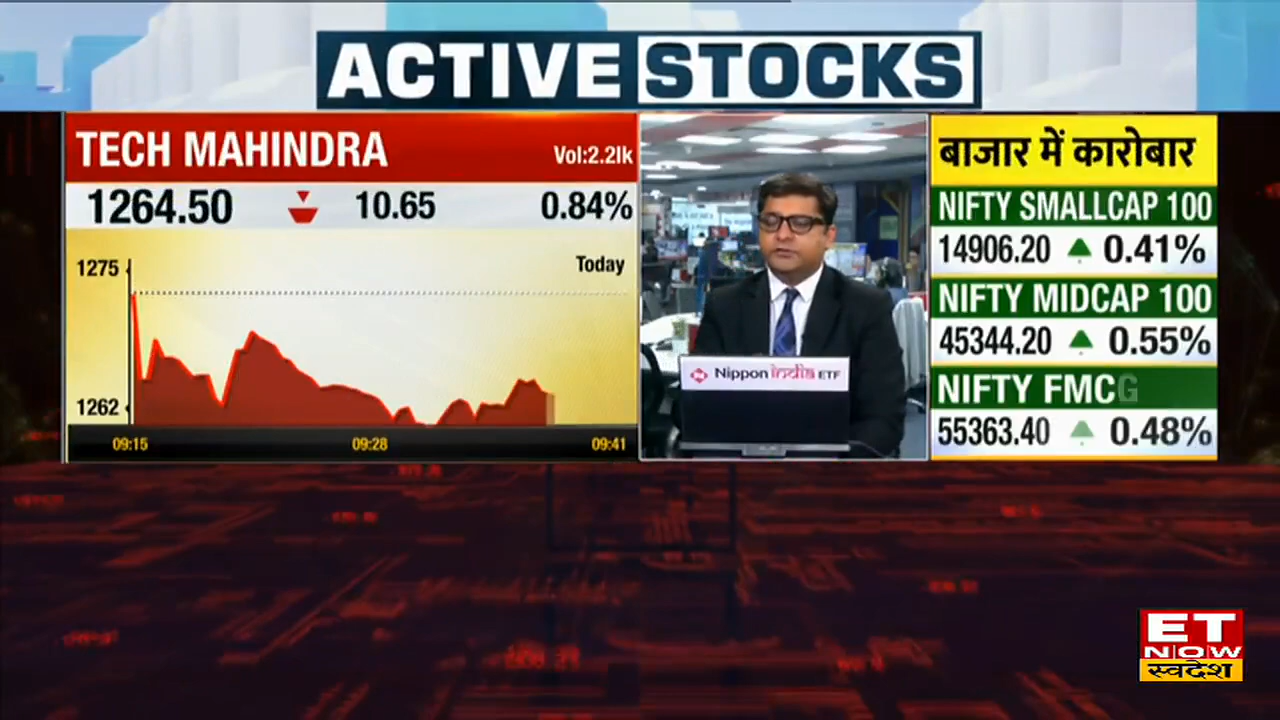 ACTIVE STOCKS
TECH MAHINDRA
Vol:2.2lk
1264.50 10.65 0.84%
Today
1275
1262
09:15 09:28 09:41
Nippon india ETF
बाजार में कारोबार
NIFTY SMALLCAP 100
14906.20 0.41%
NIFTY MIDCAP 100
45344.20 0.55%
NIFTY FMCG
55363.40 0.48%
ET
NOW
स्वदेश